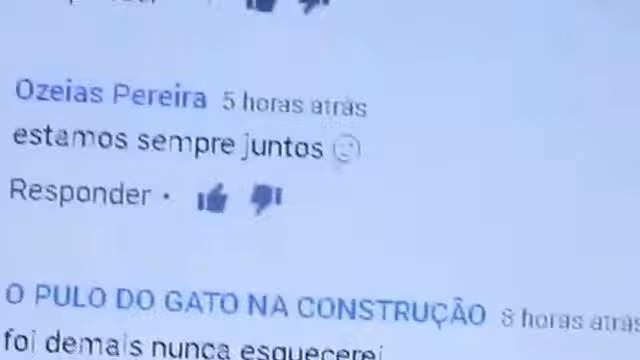 Ozeias Pereira 5 horas atrás
estamos sempre juntos
Responder •
O PULO DO GATO NA CONSTRUÇÃO 8 horas atrás
foi demais nunca esquecerei